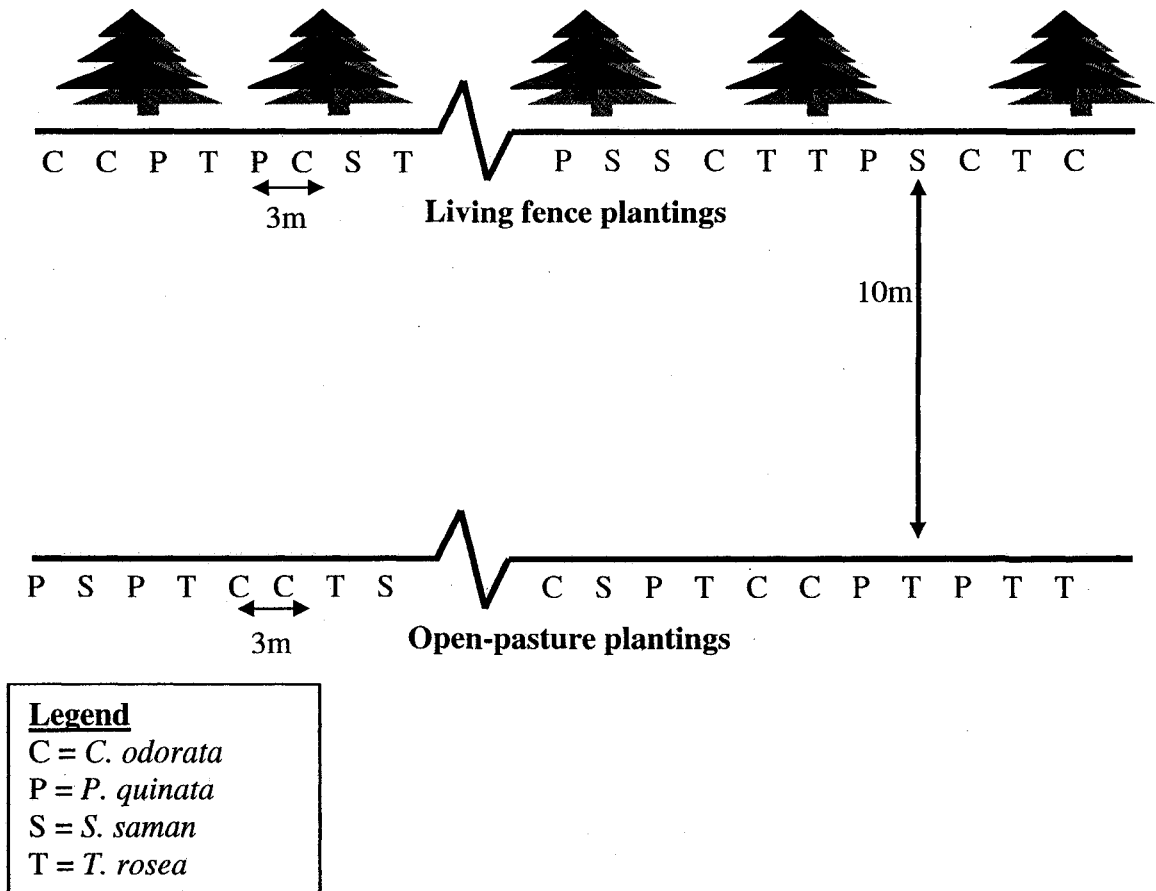 C C P T P C S T P S S C T T P S C T C
3m
Living fence plantings
10m
P S P T C C T S C S P T C C P T P T T
3m
Open-pasture plantings
Legend
C = C. odorata
P = P. quinata
S = S. saman
T = T. rosea